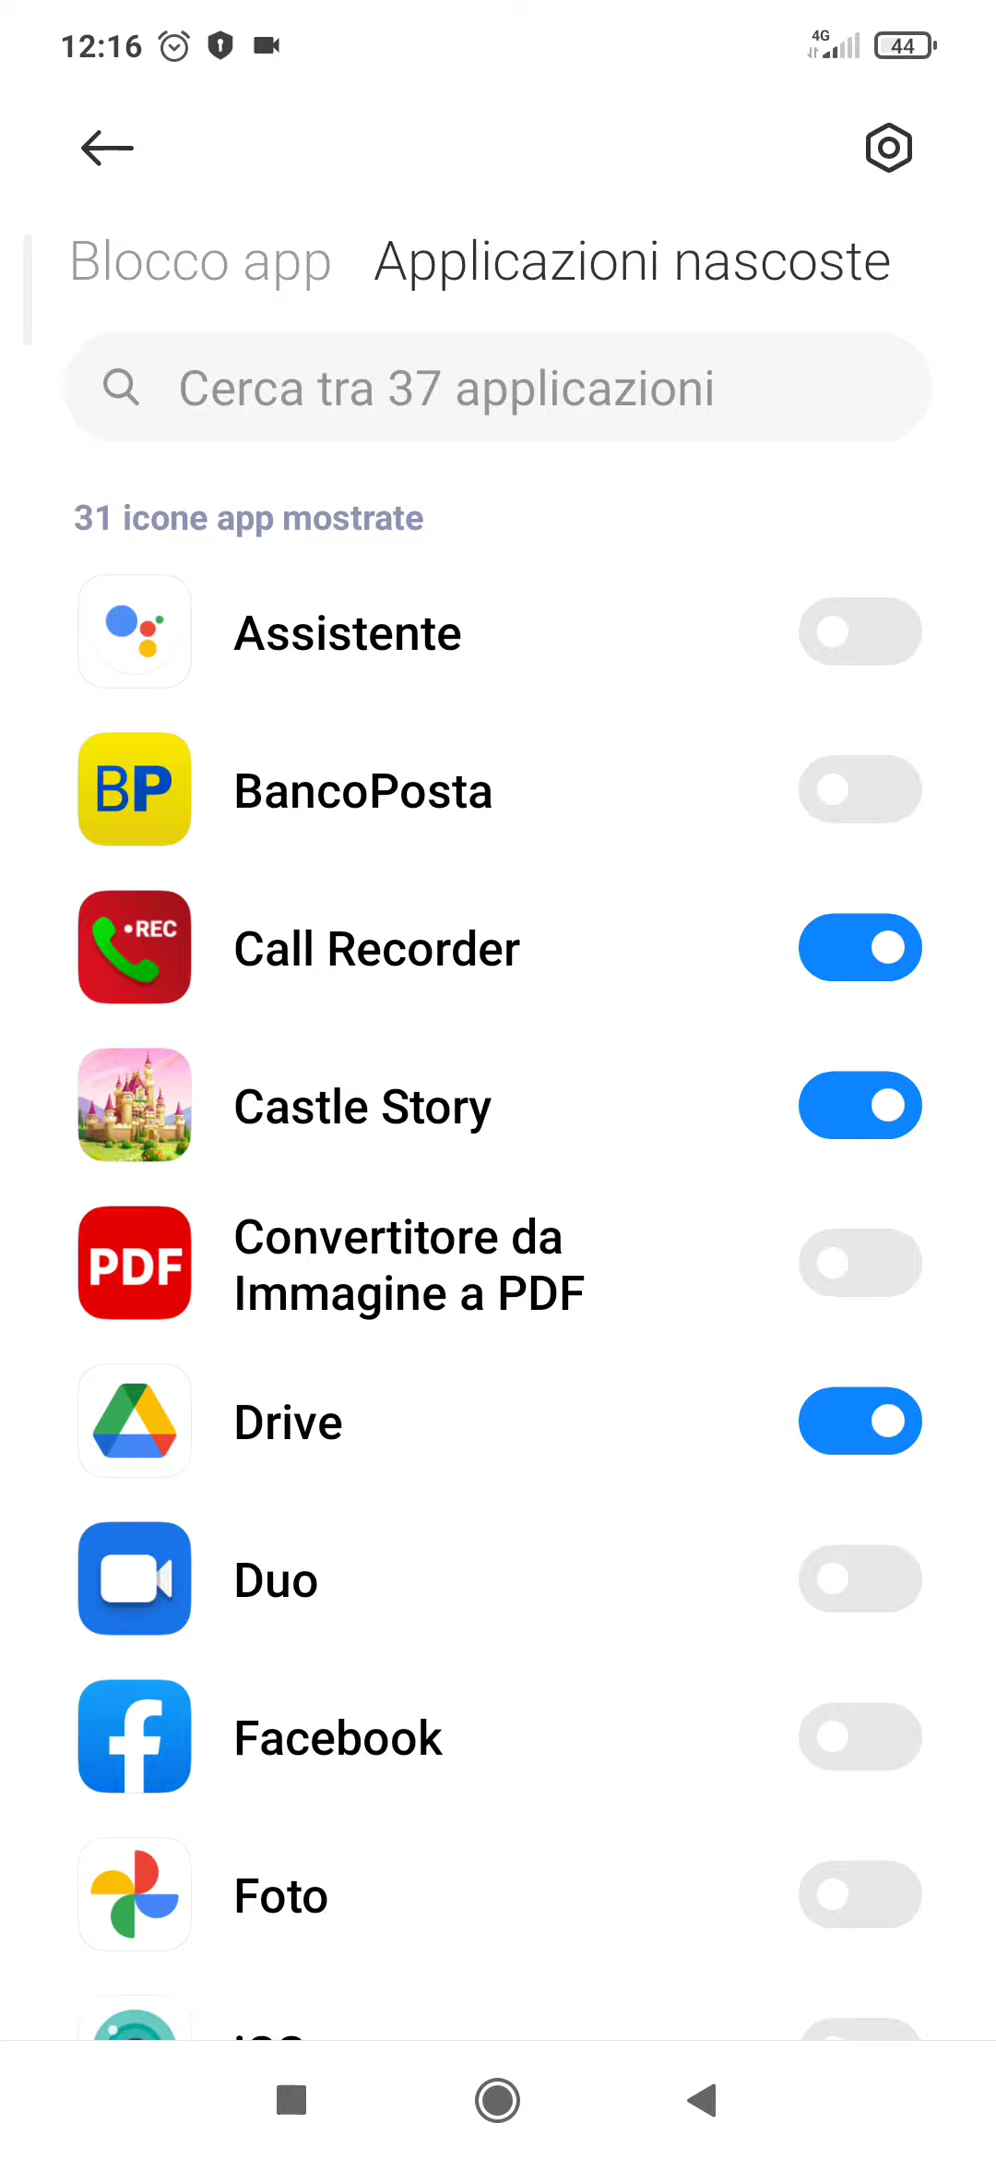 12:16
4G
44
Blocco app Applicazioni nascoste
Cerca tra 37 applicazioni
31 icone app mostrate
Assistente
BP
BancoPosta
REC
Call Recorder
Castle Story
PDF
Convertitore da
Immagine a PDF
Drive
Duo
Facebook
Foto